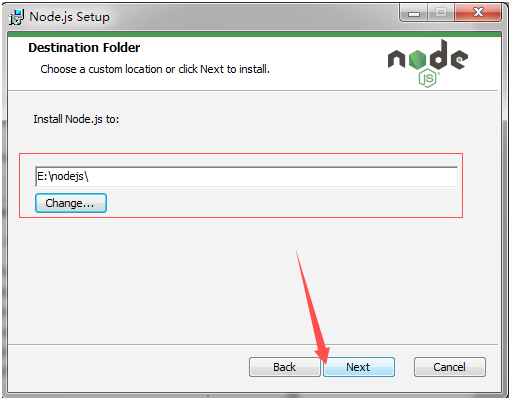 Node.js Setup
Destination Folder
Choose a custom location or click Next to install.
node
JS
Install Node.js to:
E:\nodejs\
Change...
Back
Next
Cancel